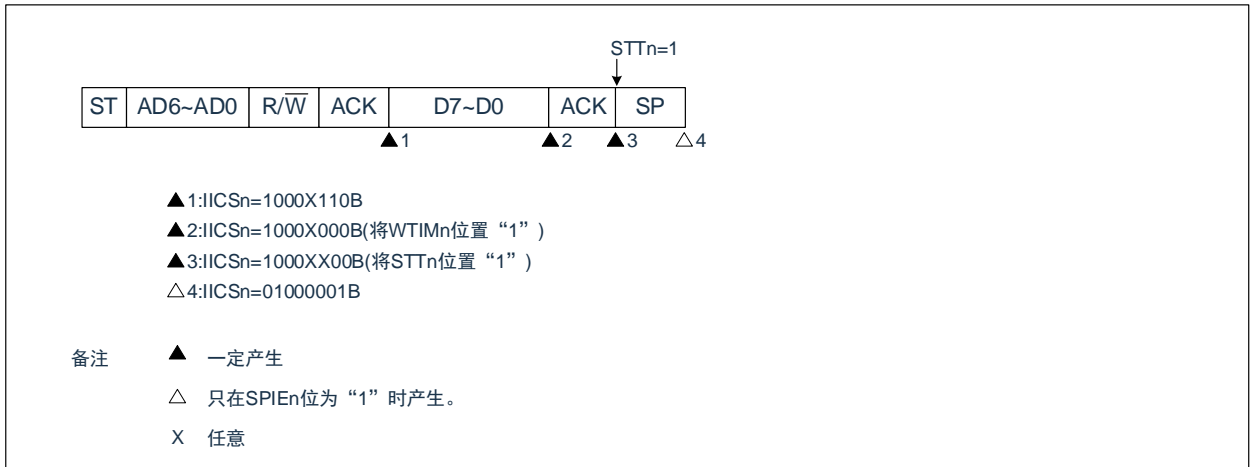 STTn=1
ST AD6~AD0 R/W̅ ACK D7~D0 ACK SP
▲1 ▲2 ▲3 △4
▲1:IICSn=1000X110B
▲2:IICSn=1000X000B(将WTIMn位置“1”)
▲3:IICSn=1000XX00B(将STTn位置“1”)
△4:IICSn=01000001B
备注 ▲ 一定产生
△ 只在SPIEn位为“1”时产生。
X 任意